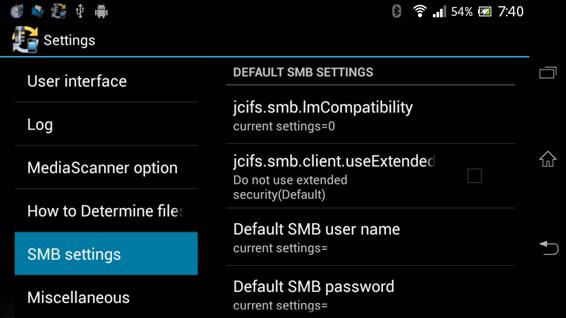 54% 7:40
Settings
User interface
Log
MediaScanner option
How to Determine files
SMB settings
Miscellaneous
DEFAULT SMB SETTINGS
jcifs.smb.lmCompatibility
current settings=0
jcifs.smb.client.useExtended
Do not use extended
security(Default)
Default SMB user name
current settings=
Default SMB password
current settings=